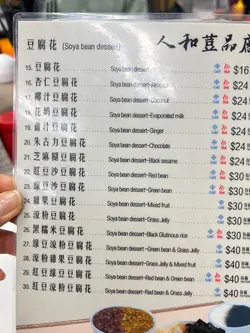 豆腐花 (Soya bean dessert) 人和荳品
15. 豆腐花 Soya bean dessert $16
16. 杏仁豆腐花 Soya bean dessert-Almond $24
17. 椰汁豆腐花 Soya bean dessert-Coconut $24
18. 花奶豆腐花 Soya bean dessert-Evaporated milk $24
19. 薑汁豆腐花 Soya bean dessert-Ginger $24
20. 朱古力豆腐花 Soya bean dessert-Chocolate $24
21. 芝麻糊豆腐花 Soya bean dessert-Black sesame $24
22. 紅豆沙豆腐花 Soya bean dessert-Red bean $30
23. 綠豆沙豆腐花 Soya bean dessert-Green bean $30
24. 雜果豆腐花 Soya bean dessert-Mixed fruit $30
25. 涼粉豆腐花 Soya bean dessert-Grass Jelly $30
26. 黑糯米豆腐花 Soya bean dessert-Black Glutinous rice $30
27. 綠豆涼粉豆腐花 Soya bean dessert-Green bean & Grass Jelly $40
28. 涼粉雜果豆腐花 Soya bean dessert-Grass Jelly & Mixed fruit $40
29. 紅豆綠豆豆腐花 Soya bean dessert-Red bean & Green bean $40
30. 紅豆涼粉豆腐花 Soya bean dessert-Red bean & Grass Jelly $40